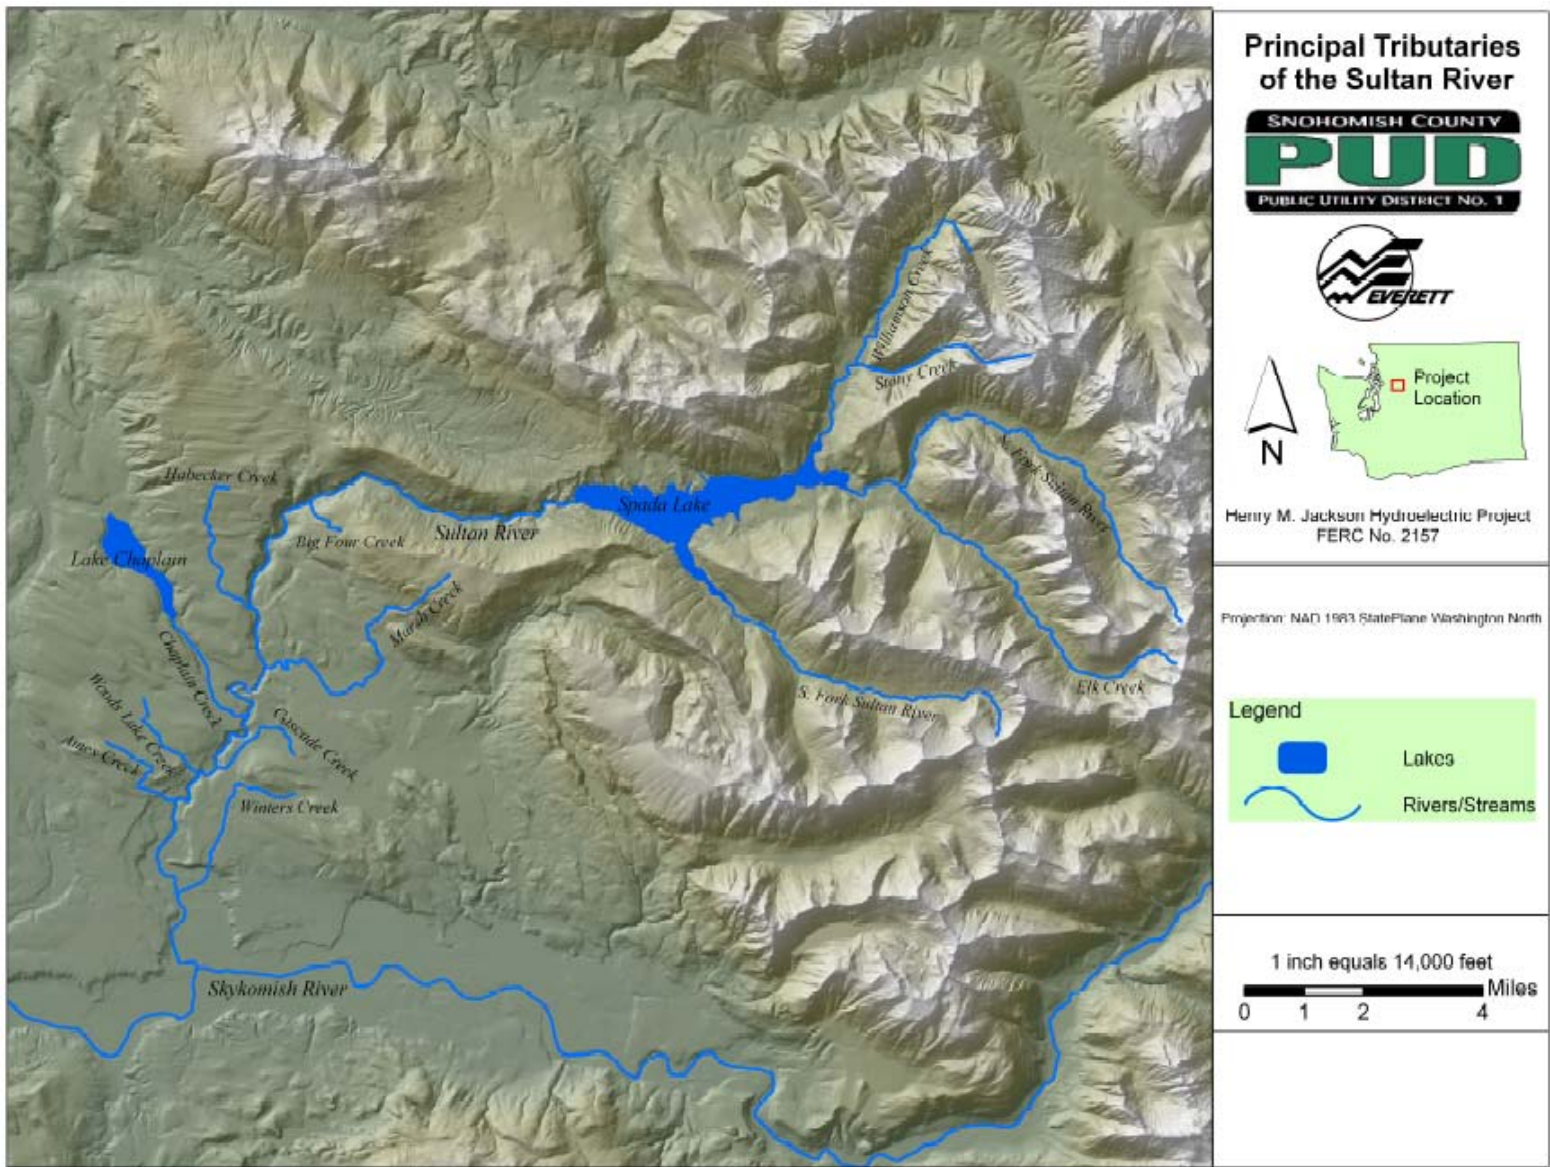 Principal Tributaries
of the Sultan River
SNOHOMISH COUNTY
PUD
PUBLIC UTILITY DISTRICT NO. 1
EVERETT
Project
Location
N
Henry M. Jackson Hydroelectric Project
FERC No. 2157
Projection: NAD 1983 StatePlane Washington North
Legend
Lakes
Rivers/Streams
1 inch equals 14,000 feet
Miles
0 1 2 4
Williamson Creek
Stony Creek
N. Fork Sultan River
Habecker Creek
Spada Lake
Sultan River
Big Four Creek
Lake Chaplain
Marsh Creek
Chaplain Creek
Elk Creek
S. Fork Sultan River
Woods Lake Creek
Cascade Creek
Ames Creek
Winters Creek
Skykomish River